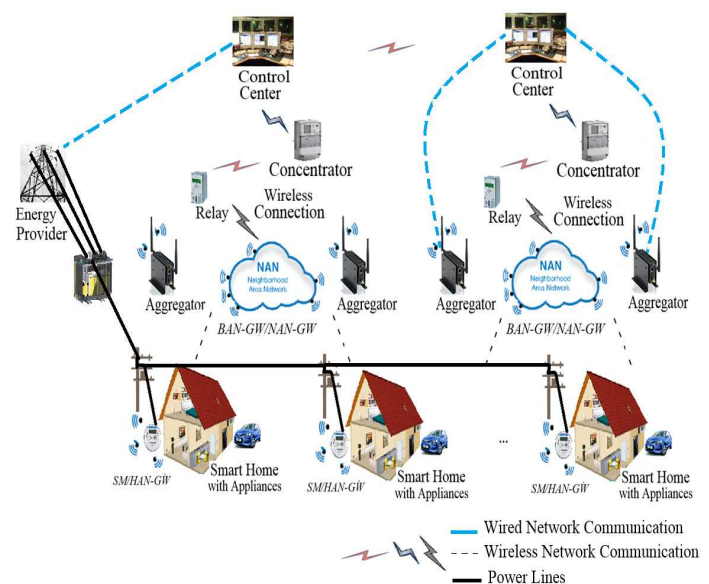 Control
Center
Control
Center
Concentrator
Concentrator
Relay
Wireless
Connection
Relay
Wireless
Connection
Energy
Provider
NAN
Neighborhood
Area Network
NAN
Neighborhood
Area Network
Aggregator
Aggregator
Aggregator
Aggregator
BAN-GW/NAN-GW
BAN-GW/NAN-GW
...
SM/HAN-GW
Smart Home
with Appliances
SM/HAN-GW
Smart Home
with Appliances
SM/HAN-GW
Smart Home
with Appliances
Wired Network Communication
Wireless Network Communication
Power Lines